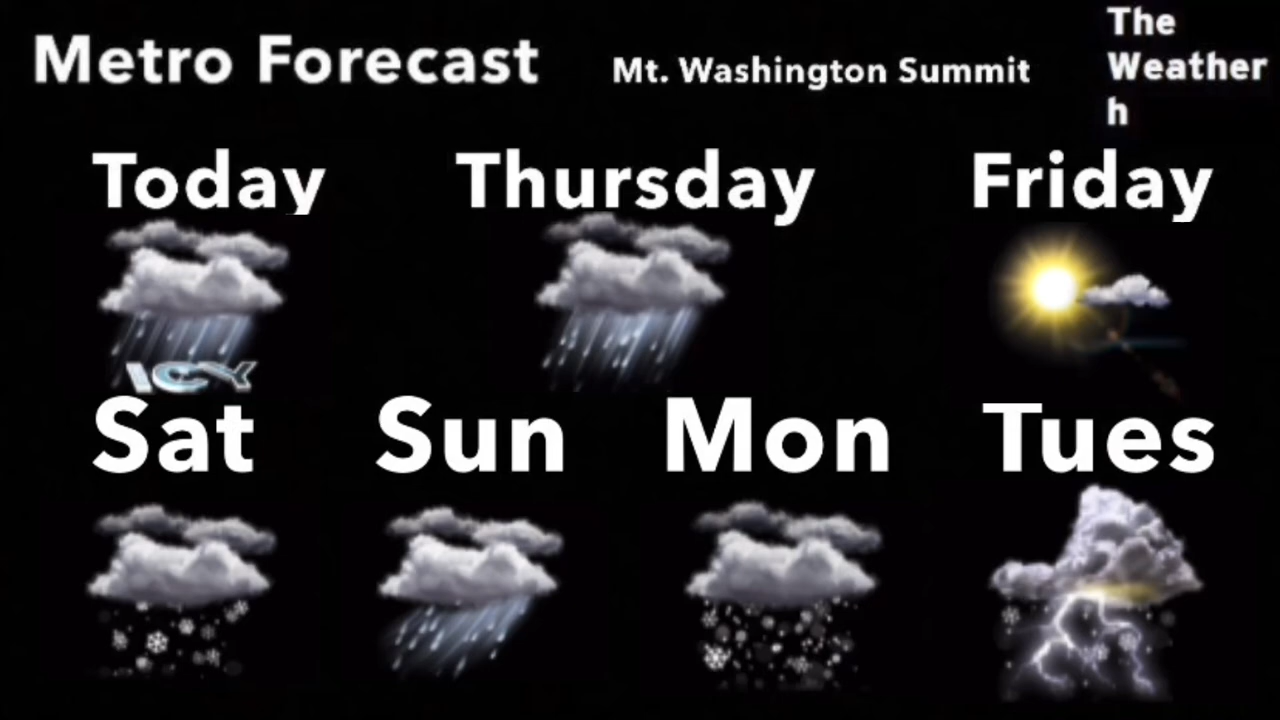 Metro Forecast
Mt. Washington Summit
The
Weather
h
Today
Thursday
Friday
ICY
Sat
Sun
Mon
Tues